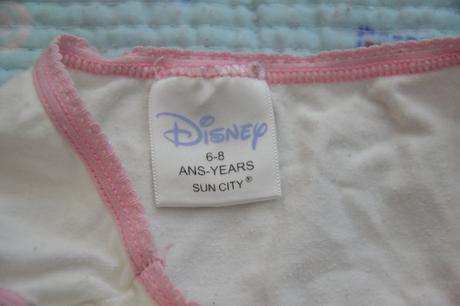 Disney
6-8
ANS-YEARS
SUN CITY®